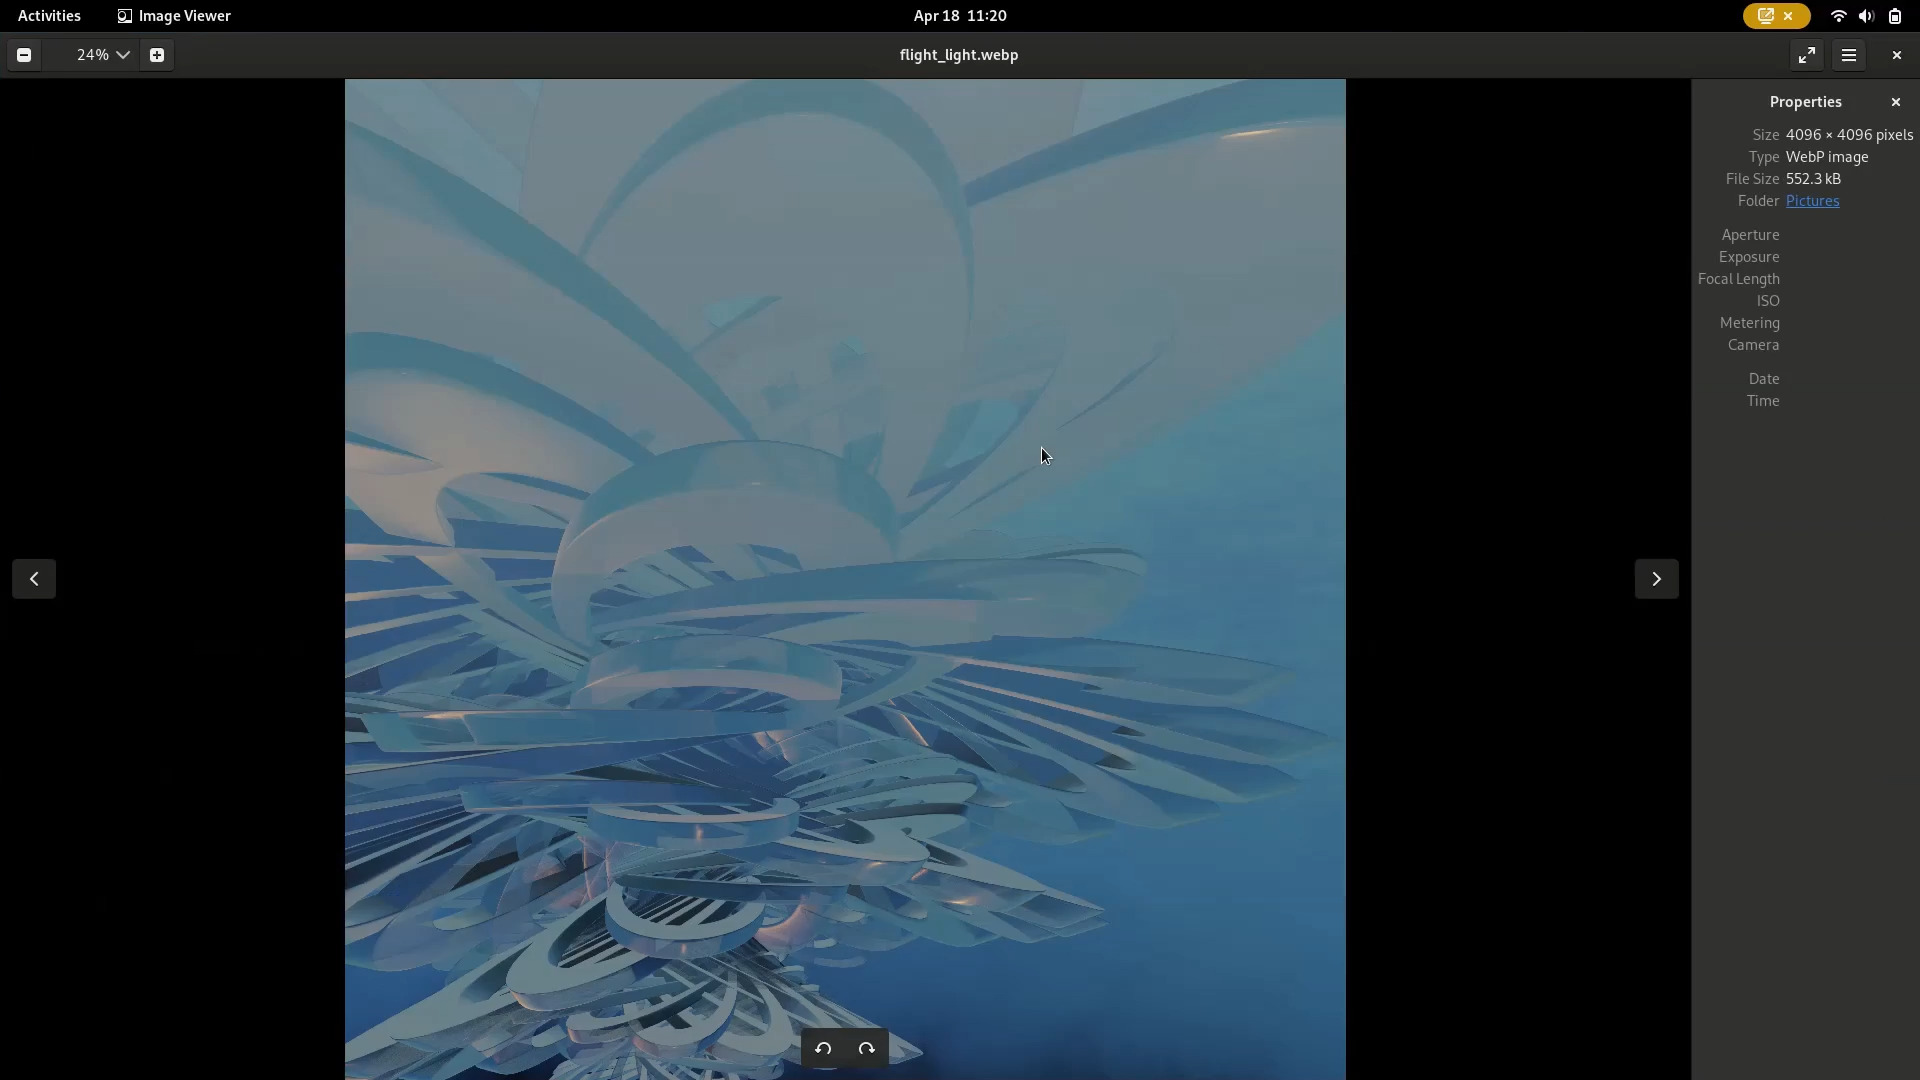 Activities Image Viewer Apr 18 11:20
24% flight_light.webp
Properties
Size 4096 × 4096 pixels
Type WebP image
File Size 552.3 kB
Folder Pictures
Aperture
Exposure
Focal Length
ISO
Metering
Camera
Date
Time